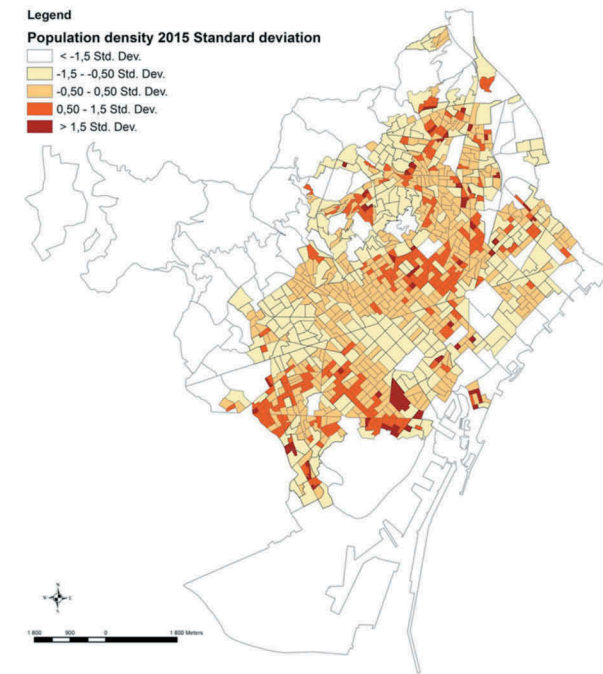 Legend
Population density 2015 Standard deviation
< -1,5 Std. Dev.
-1,5 - -0,50 Std. Dev.
-0,50 - 0,50 Std. Dev.
0,50 - 1,5 Std. Dev.
> 1,5 Std. Dev.
N
W E
S
1 800 900 0 1 800 Meters